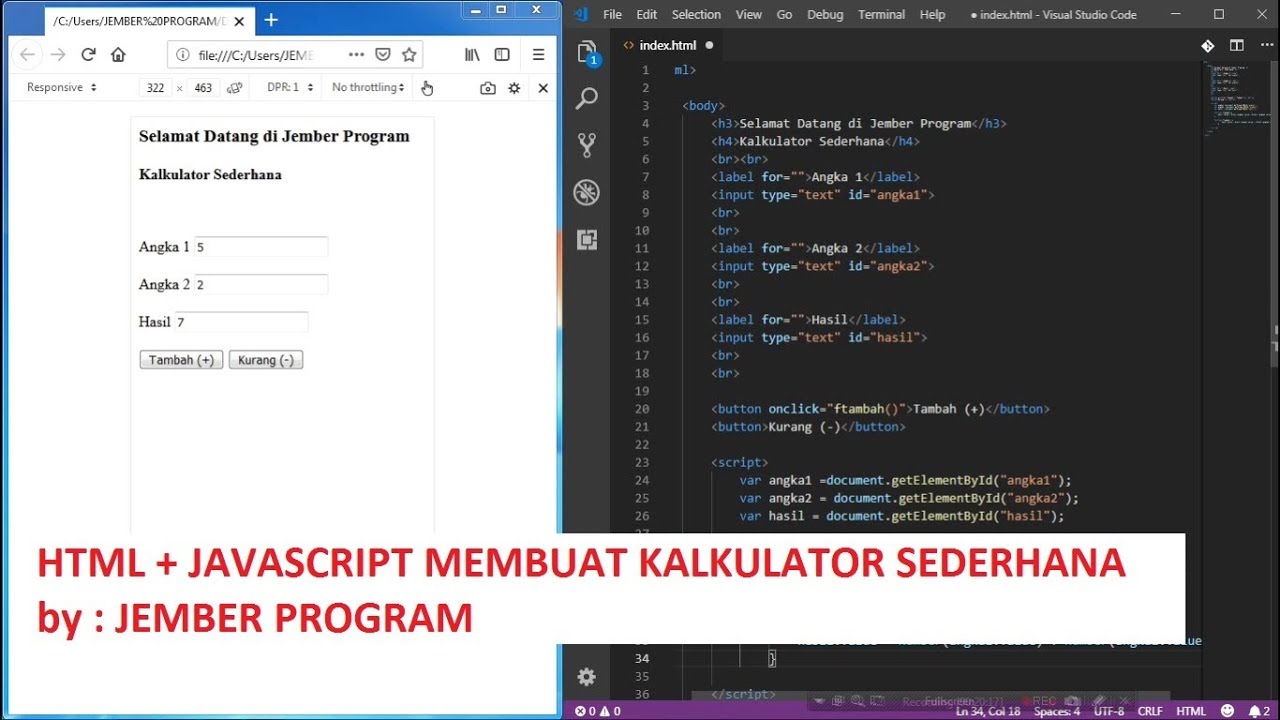 /C:/Users/JEMBER%20PROGRAM/D
file:///C:/Users/JEME
Responsive 322 × 463 DPR: 1 No throttling
Selamat Datang di Jember Program
Kalkulator Sederhana
Angka 1 5
Angka 2 2
Hasil 7
Tambah (+) Kurang (-)
File Edit Selection View Go Debug Terminal Help ● index.html - Visual Studio Code
<> index.html ●
1
1 ml>
2
3 <body>
4 <h3>Selamat Datang di Jember Program</h3>
5 <h4>Kalkulator Sederhana</h4>
6 <br><br>
7 <label for="">Angka 1</label>
8 <input type="text" id="angka1">
9 <br>
10 <br>
11 <label for="">Angka 2</label>
12 <input type="text" id="angka2">
13 <br>
14 <br>
15 <label for="">Hasil</label>
16 <input type="text" id="hasil">
17 <br>
18 <br>
19
20 <button onclick="ftambah()">Tambah (+)</button>
21 <button>Kurang (-)</button>
22
23 <script>
24 var angka1 =document.getElementById("angka1");
25 var angka2 = document.getElementById("angka2");
26 var hasil = document.getElementById("hasil");
34 }
35
36 </script>
HTML + JAVASCRIPT MEMBUAT KALKULATOR SEDERHANA
by : JEMBER PROGRAM
Fullscreen REC
0 0 Ln 34, Col 18 Spaces: 4 UTF-8 CRLF HTML 2